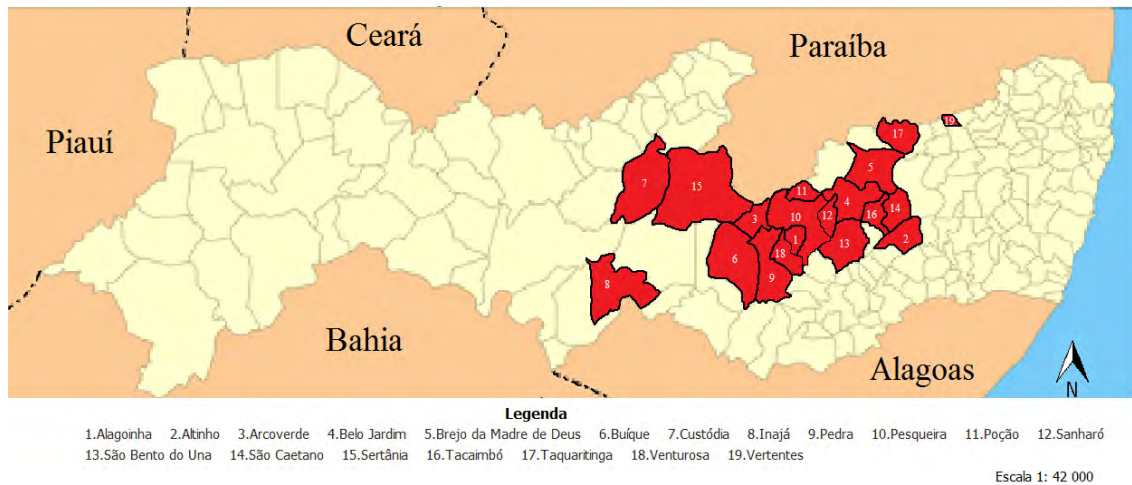 Ceará
Paraíba
Piauí
19
17
5
7
15
11
4
3
10
12
16
14
1
2
13
6
18
9
8
Bahia
Alagoas
N
Legenda
1.Alagoinha 2.Altinho 3.Arcoverde 4.Belo Jardim 5.Brejo da Madre de Deus 6.Buíque 7.Custódia 8.Inajá 9.Pedra 10.Pesqueira 11.Poção 12.Sanharó
13.São Bento do Una 14.São Caetano 15.Sertânia 16.Tacaimbó 17.Taquaritinga 18.Venturosa 19.Vertentes
Escala 1: 42 000